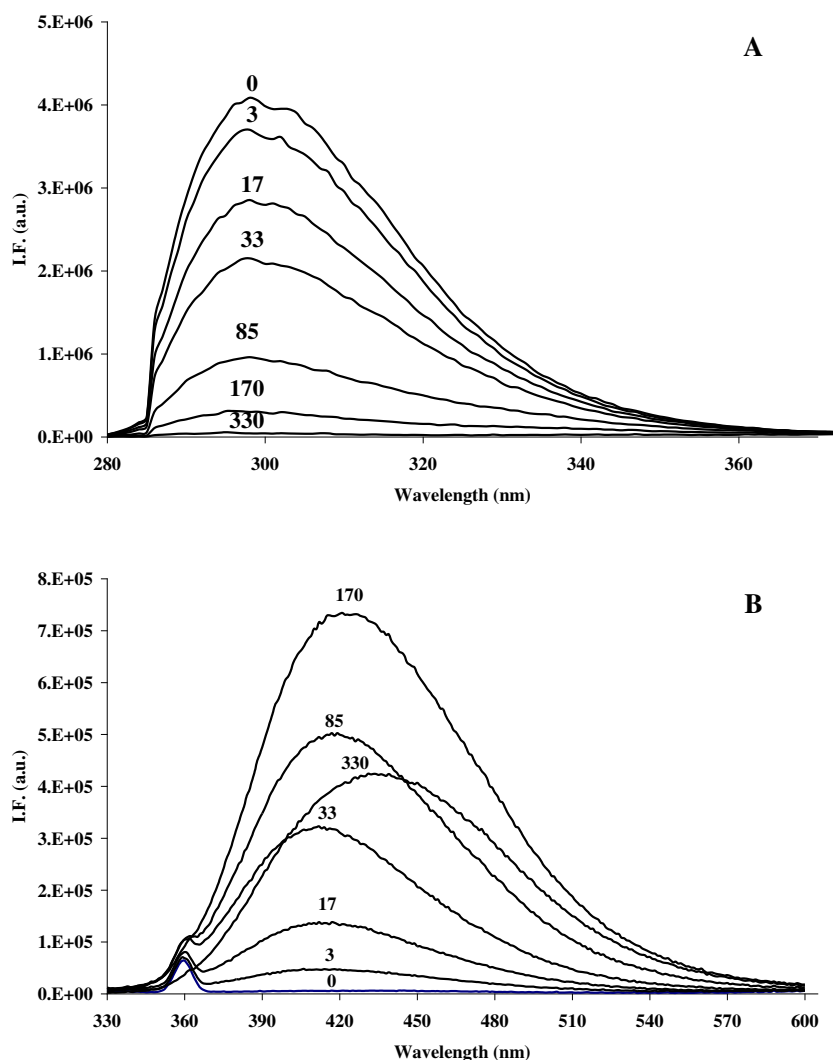 5.E+06
A
0
4.E+06
3
3.E+06
17
33
I.F. (a.u.)
2.E+06
85
1.E+06
170
330
0.E+00
280 300 320 340 360
Wavelength (nm)
8.E+05
170
B
7.E+05
6.E+05
85
5.E+05
330
I.F. (a.u.)
4.E+05
33
3.E+05
2.E+05
17
1.E+05
3
0
0.E+00
330 360 390 420 450 480 510 540 570 600
Wavelength (nm)